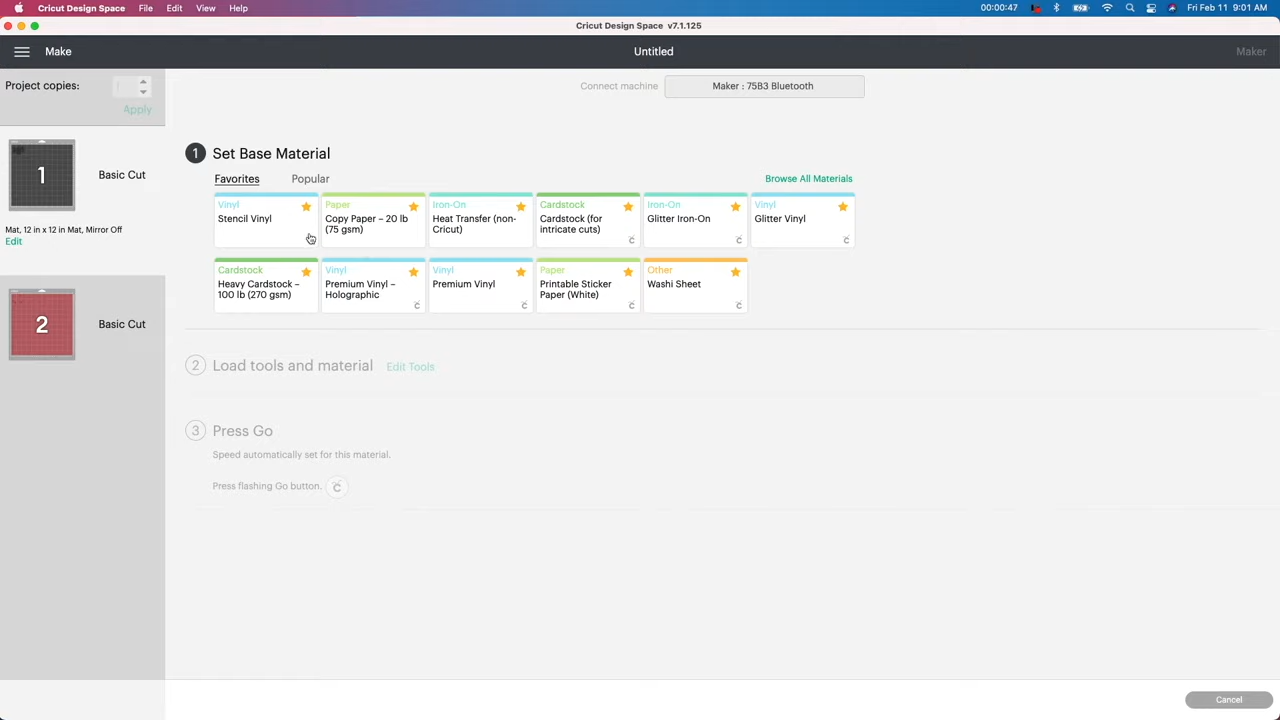 Cricut Design Space File Edit View Help 00:00:47 Fri Feb 11 9:01 AM
Cricut Design Space v7.1.125
Make Untitled Maker
Project copies: Apply
Connect machine Maker : 75B3 Bluetooth
1 Basic Cut
Mat, 12 in x 12 in Mat, Mirror Off
Edit
2 Basic Cut
1 Set Base Material
Favorites Popular Browse All Materials
Vinyl
Stencil Vinyl
Paper
Copy Paper – 20 lb
(75 gsm)
Iron-On
Heat Transfer (non-
Cricut)
Cardstock
Cardstock (for
intricate cuts)
Iron-On
Glitter Iron-On
Vinyl
Glitter Vinyl
Cardstock
Heavy Cardstock –
100 lb (270 gsm)
Vinyl
Premium Vinyl –
Holographic
Vinyl
Premium Vinyl
Paper
Printable Sticker
Paper (White)
Other
Washi Sheet
2 Load tools and material Edit Tools
3 Press Go
Speed automatically set for this material.
Press flashing Go button.
Cancel